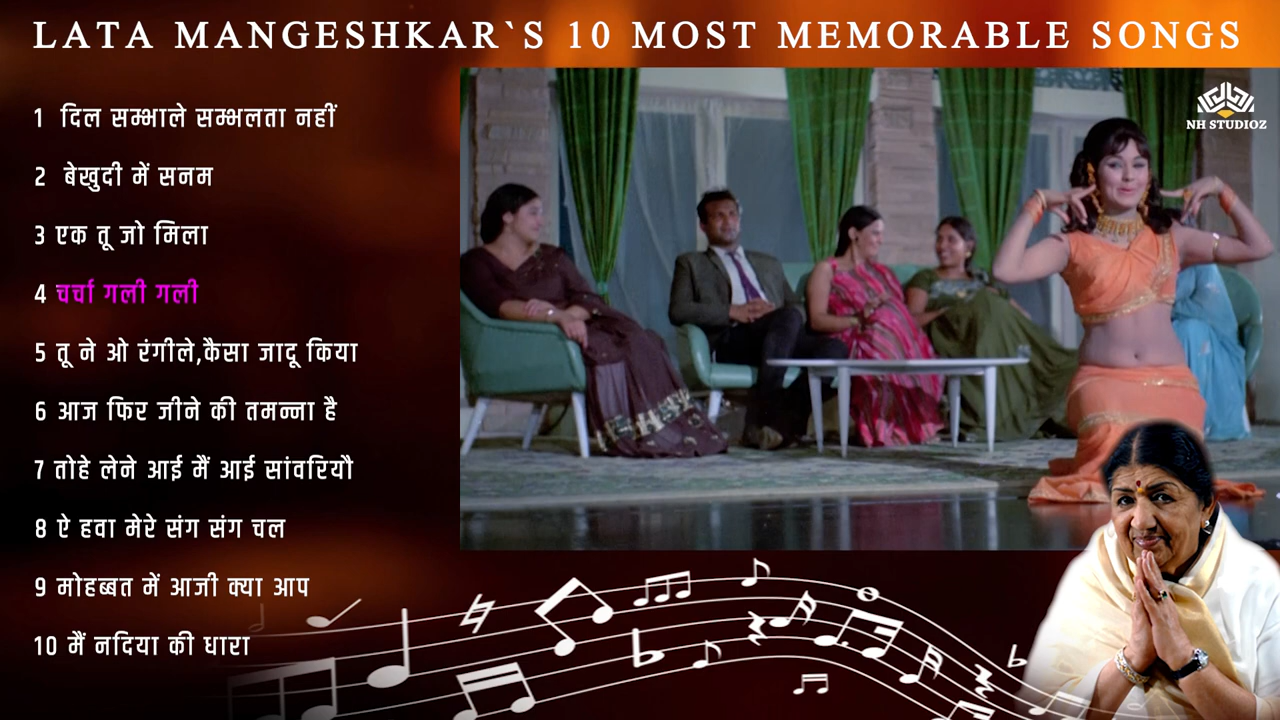 LATA MANGESHKAR`S 10 MOST MEMORABLE SONGS
1 दिल सम्भाले सम्भलता नहीं
2 बेखुदी में सनम
3 एक तू जो मिला
4 चर्चा गली गली
5 तू ने ओ रंगीले,कैसा जादू किया
6 आज फिर जीने की तमन्ना है
7 तोहे लेने आई मैं आई सांवरियौ
8 ऐ हवा मेरे संग संग चल
9 मोहब्बत में आजी क्या आप
10 मैं नदिया की धारा
NH STUDIOZ